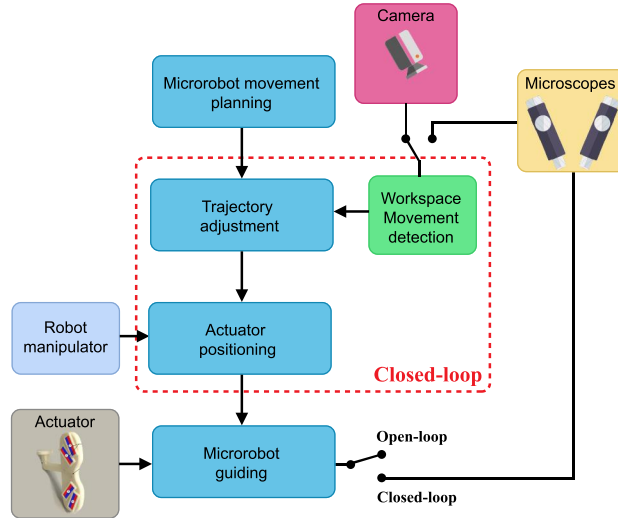 Camera
Microrobot movement
planning
Microscopes
Trajectory
adjustment
Workspace
Movement
detection
Robot
manipulator
Actuator
positioning
Closed-loop
Actuator
Microrobot
guiding
Open-loop
Closed-loop